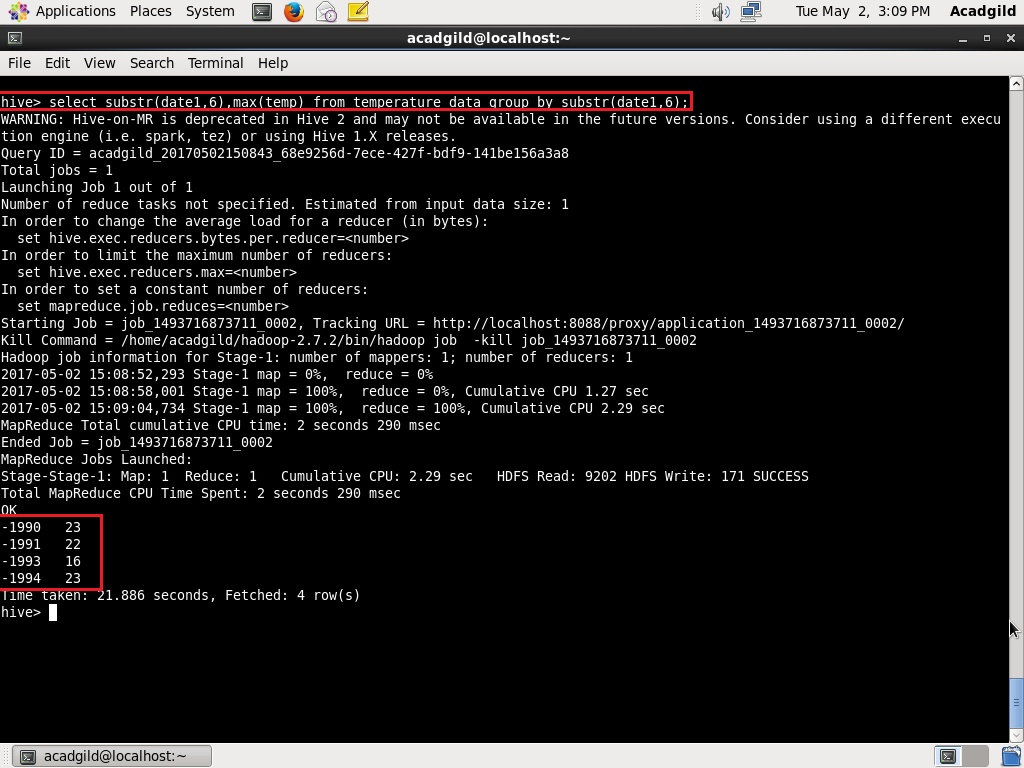 Applications Places System Tue May 2, 3:09 PM Acadgild
acadgild@localhost:~
File Edit View Search Terminal Help
hive> select substr(date1,6),max(temp) from temperature_data group by substr(date1,6);
WARNING: Hive-on-MR is deprecated in Hive 2 and may not be available in the future versions. Consider using a different execu
tion engine (i.e. spark, tez) or using Hive 1.X releases.
Query ID = acadgild_20170502150843_68e9256d-7ece-427f-bdf9-141be156a3a8
Total jobs = 1
Launching Job 1 out of 1
Number of reduce tasks not specified. Estimated from input data size: 1
In order to change the average load for a reducer (in bytes):
  set hive.exec.reducers.bytes.per.reducer=<number>
In order to limit the maximum number of reducers:
  set hive.exec.reducers.max=<number>
In order to set a constant number of reducers:
  set mapreduce.job.reduces=<number>
Starting Job = job_1493716873711_0002, Tracking URL = http://localhost:8088/proxy/application_1493716873711_0002/
Kill Command = /home/acadgild/hadoop-2.7.2/bin/hadoop job  -kill job_1493716873711_0002
Hadoop job information for Stage-1: number of mappers: 1; number of reducers: 1
2017-05-02 15:08:52,293 Stage-1 map = 0%,  reduce = 0%
2017-05-02 15:08:58,001 Stage-1 map = 100%,  reduce = 0%, Cumulative CPU 1.27 sec
2017-05-02 15:09:04,734 Stage-1 map = 100%,  reduce = 100%, Cumulative CPU 2.29 sec
MapReduce Total cumulative CPU time: 2 seconds 290 msec
Ended Job = job_1493716873711_0002
MapReduce Jobs Launched:
Stage-Stage-1: Map: 1  Reduce: 1   Cumulative CPU: 2.29 sec   HDFS Read: 9202 HDFS Write: 171 SUCCESS
Total MapReduce CPU Time Spent: 2 seconds 290 msec
OK
-1990   23
-1991   22
-1993   16
-1994   23
Time taken: 21.886 seconds, Fetched: 4 row(s)
hive>
acadgild@localhost:~